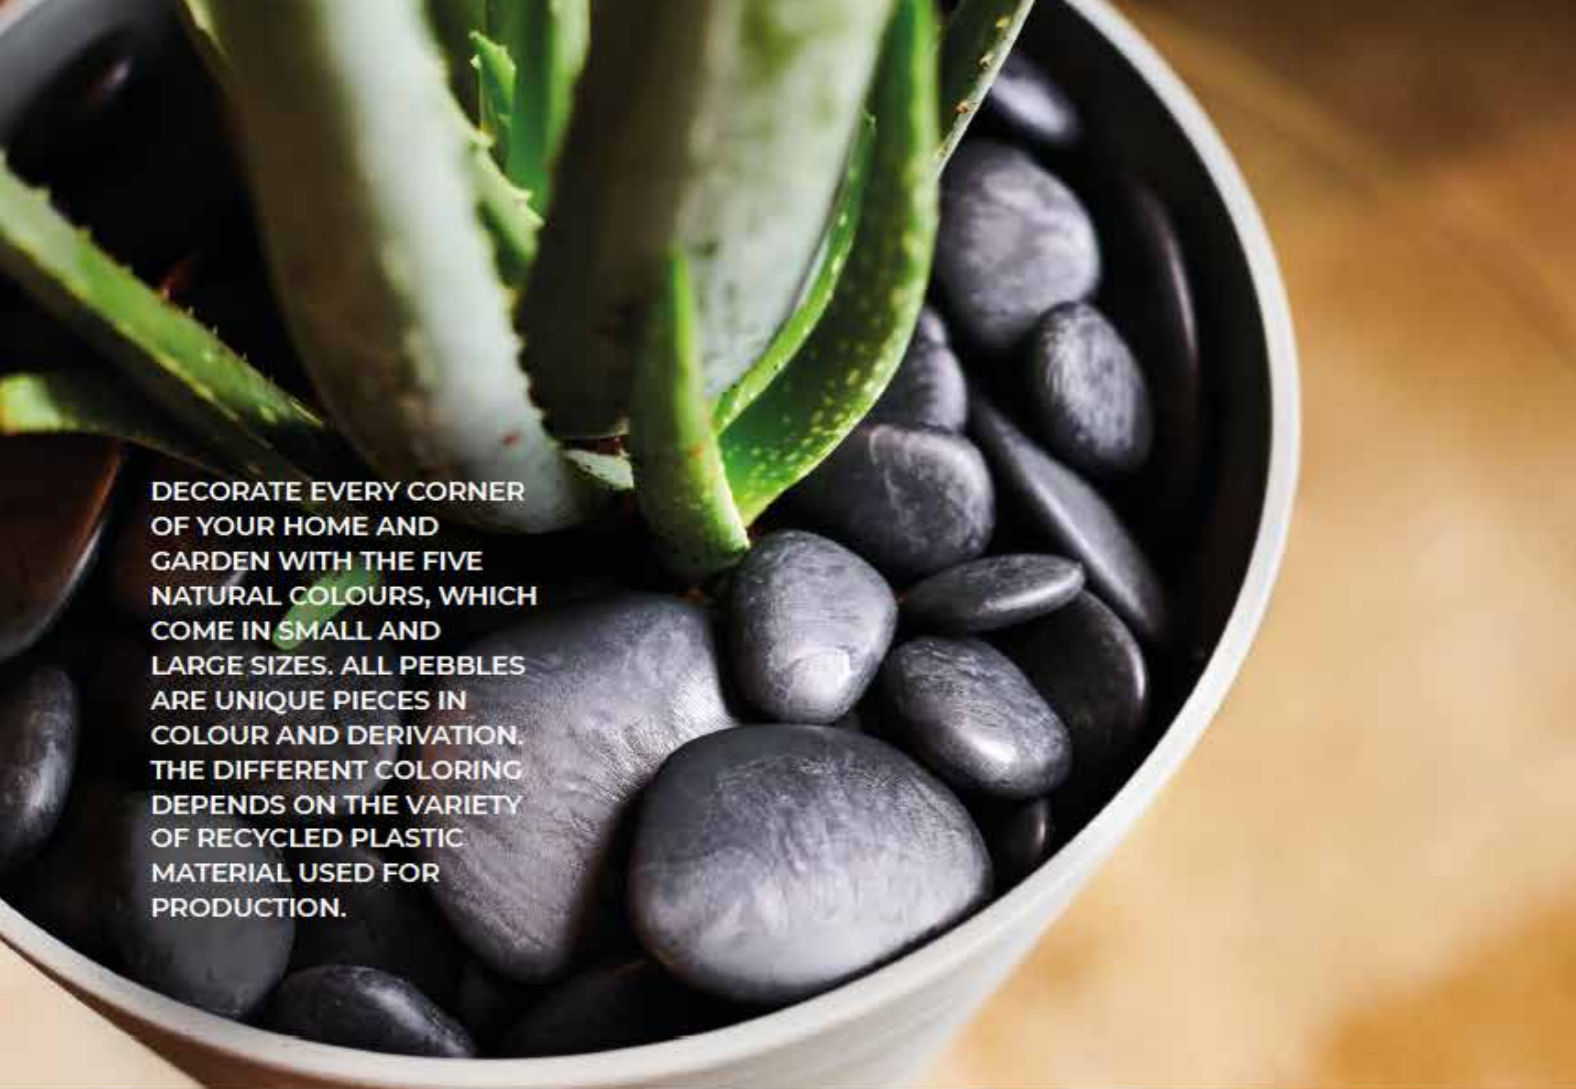 DECORATE EVERY CORNER
OF YOUR HOME AND
GARDEN WITH THE FIVE
NATURAL COLOURS, WHICH
COME IN SMALL AND
LARGE SIZES. ALL PEBBLES
ARE UNIQUE PIECES IN
COLOUR AND DERIVATION.
THE DIFFERENT COLORING
DEPENDS ON THE VARIETY
OF RECYCLED PLASTIC
MATERIAL USED FOR
PRODUCTION.